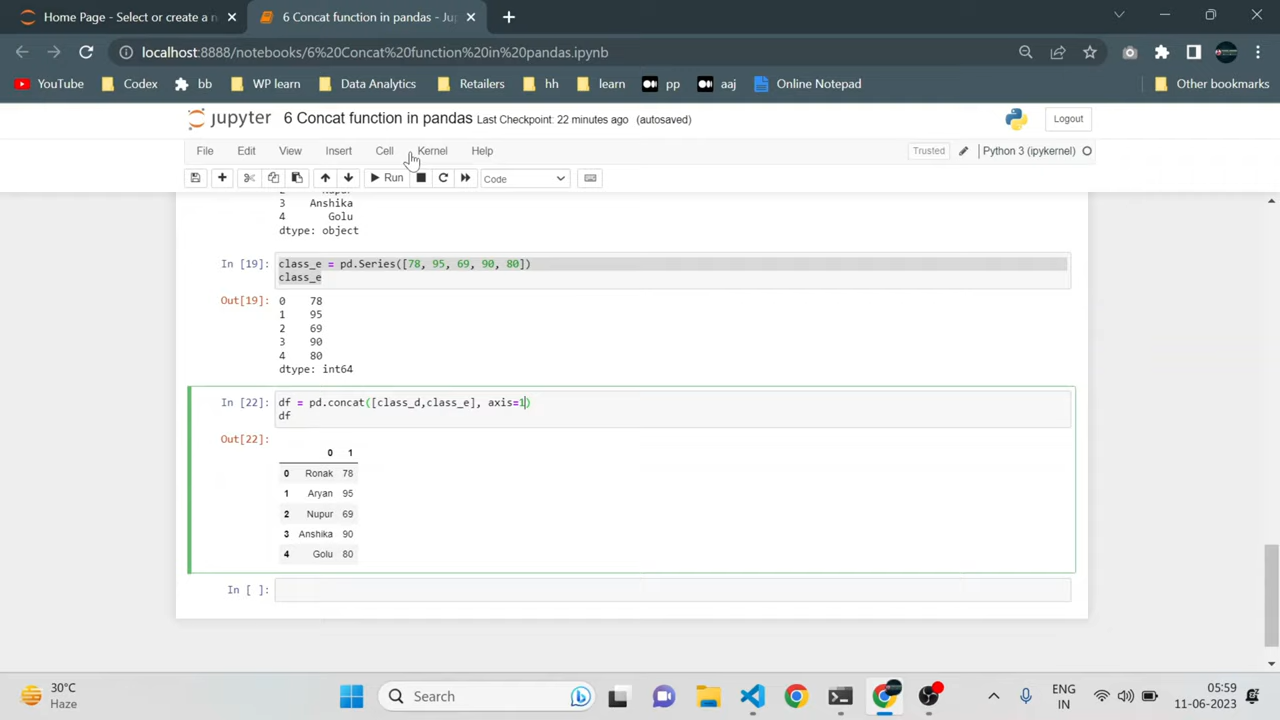 Home Page - Select or create a n
6 Concat function in pandas - Ju
localhost:8888/notebooks/6%20Concat%20function%20in%20pandas.ipynb
YouTube Codex bb WP learn Data Analytics Retailers hh learn pp aaj Online Notepad Other bookmarks
jupyter 6 Concat function in pandas Last Checkpoint: 22 minutes ago (autosaved) Logout
File Edit View Insert Cell Kernel Help Trusted Python 3 (ipykernel)
Run Code
3 Anshika
4 Golu
dtype: object
In [19]: class_e = pd.Series([78, 95, 69, 90, 80])
class_e
Out[19]: 0 78
1 95
2 69
3 90
4 80
dtype: int64
In [22]: df = pd.concat([class_d,class_e], axis=1)
df
Out[22]:
0 1
0 Ronak 78
1 Aryan 95
2 Nupur 69
3 Anshika 90
4 Golu 80
In [ ]:
30°C
Haze
Search
ENG
IN
05:59
11-06-2023